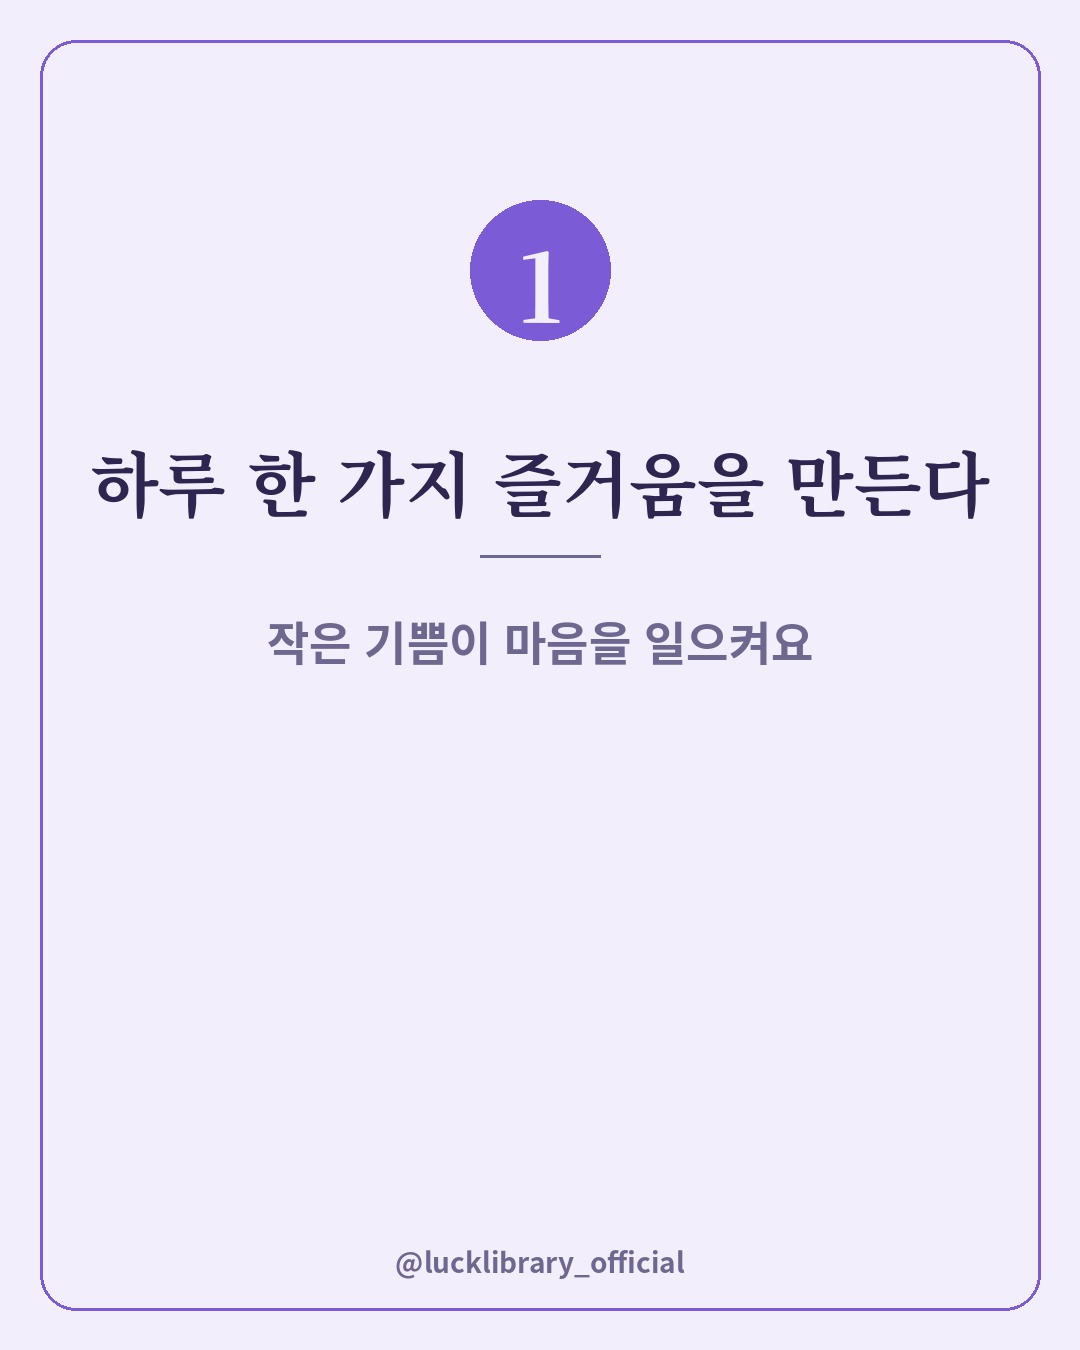 1
하루 한 가지 즐거움을 만든다
작은 기쁨이 마음을 일으켜요
@lucklibrary_official